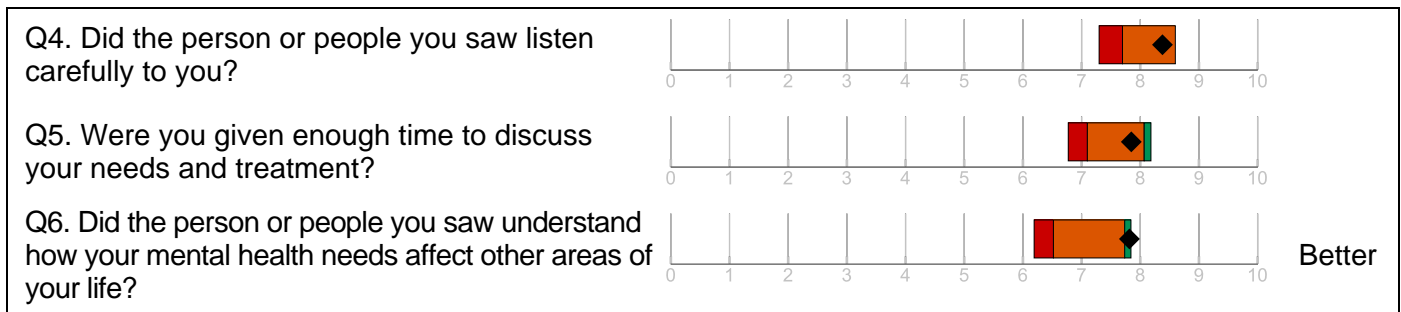 Q4. Did the person or people you saw listen
carefully to you?
0 1 2 3 4 5 6 7 8 9 10
Q5. Were you given enough time to discuss
your needs and treatment?
0 1 2 3 4 5 6 7 8 9 10
Q6. Did the person or people you saw understand
how your mental health needs affect other areas of
your life?
0 1 2 3 4 5 6 7 8 9 10
Better